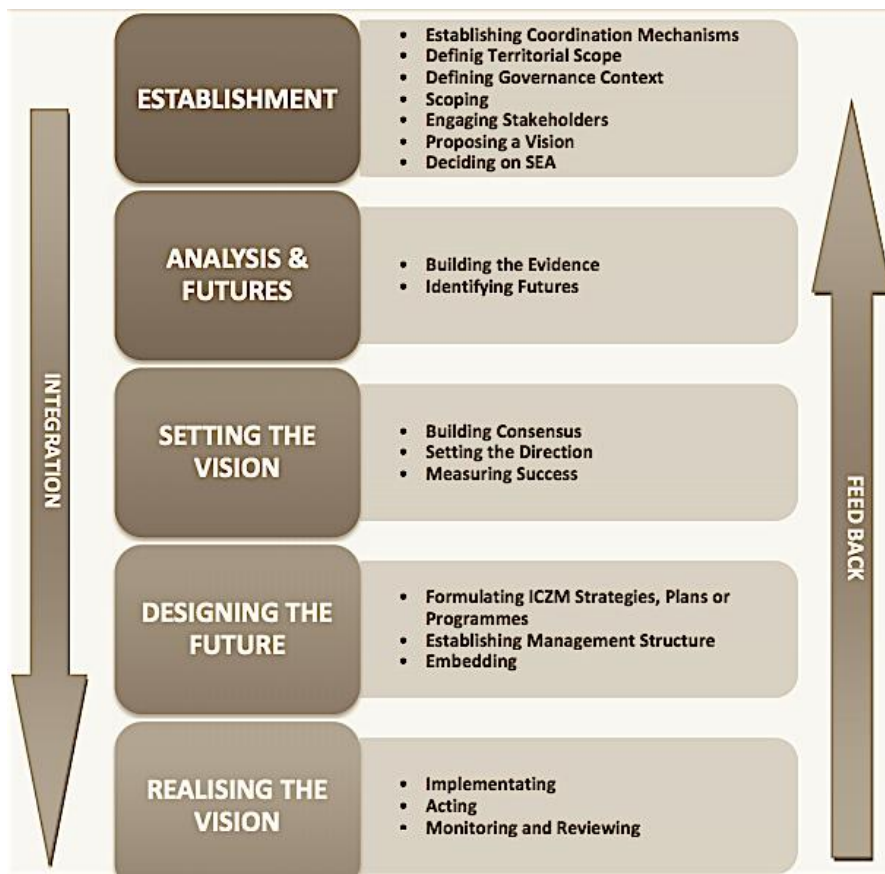 ESTABLISHMENT
• Establishing Coordination Mechanisms
• Definig Territorial Scope
• Defining Governance Context
• Scoping
• Engaging Stakeholders
• Proposing a Vision
• Deciding on SEA
ANALYSIS &
FUTURES
• Building the Evidence
• Identifying Futures
SETTING THE
VISION
• Building Consensus
• Setting the Direction
• Measuring Success
DESIGNING THE
FUTURE
• Formulating ICZM Strategies, Plans or
Programmes
• Establishing Management Structure
• Embedding
REALISING THE
VISION
• Implementating
• Acting
• Monitoring and Reviewing
INTEGRATION
FEED BACK